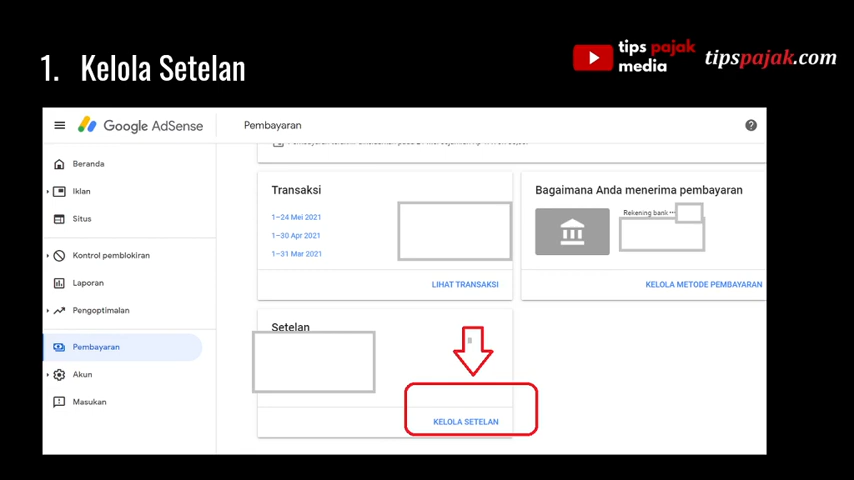 1. Kelola Setelan
tips pajak
media
tipspajak.com
Google AdSense
Pembayaran
Beranda
Iklan
Situs
Kontrol pemblokiran
Laporan
Pengoptimalan
Pembayaran
Akun
Masukan
Transaksi
1–24 Mei 2021
1–30 Apr 2021
1–31 Mar 2021
LIHAT TRANSAKSI
Bagaimana Anda menerima pembayaran
Rekening bank •••
KELOLA METODE PEMBAYARAN
Setelan
KELOLA SETELAN